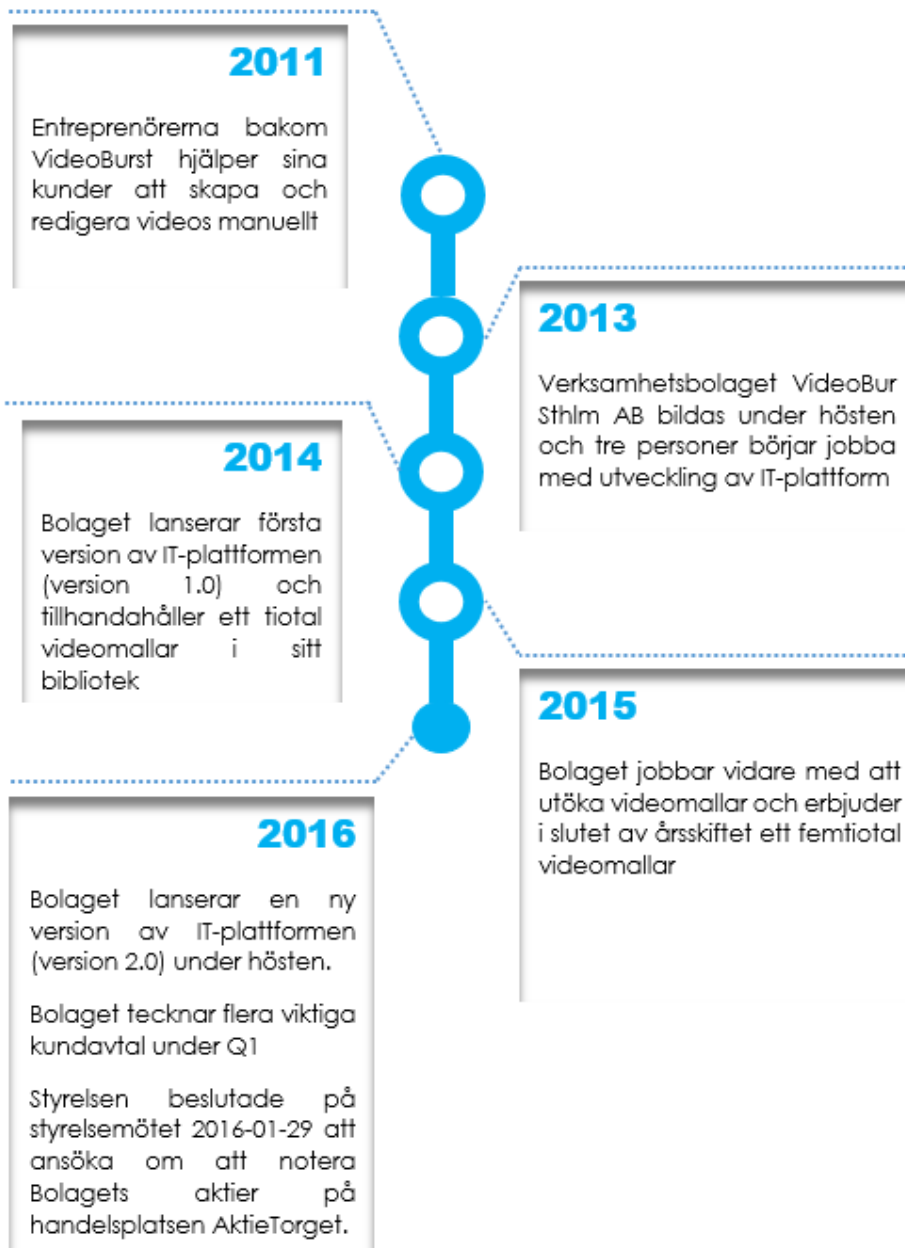 2011
Entreprenörerna bakom
VideoBurst hjälper sina
kunder att skapa och
redigera videos manuellt
2013
Verksamhetsbolaget VideoBur
Sthlm AB bildas under hösten
och tre personer börjar jobba
med utveckling av IT-plattform
2014
Bolaget lanserar första
version av IT-plattformen
(version 1.0) och
tillhandahåller ett tiotal
videomallar i sitt
bibliotek
2015
Bolaget jobbar vidare med att
utöka videomallar och erbjuder
i slutet av årsskiftet ett femtiotal
videomallar
2016
Bolaget lanserar en ny
version av IT-plattformen
(version 2.0) under hösten.
Bolaget tecknar flera viktiga
kundavtal under Q1
Styrelsen beslutade på
styrelsemötet 2016-01-29 att
ansöka om att notera
Bolagets aktier på
handelsplatsen AktieTorget.